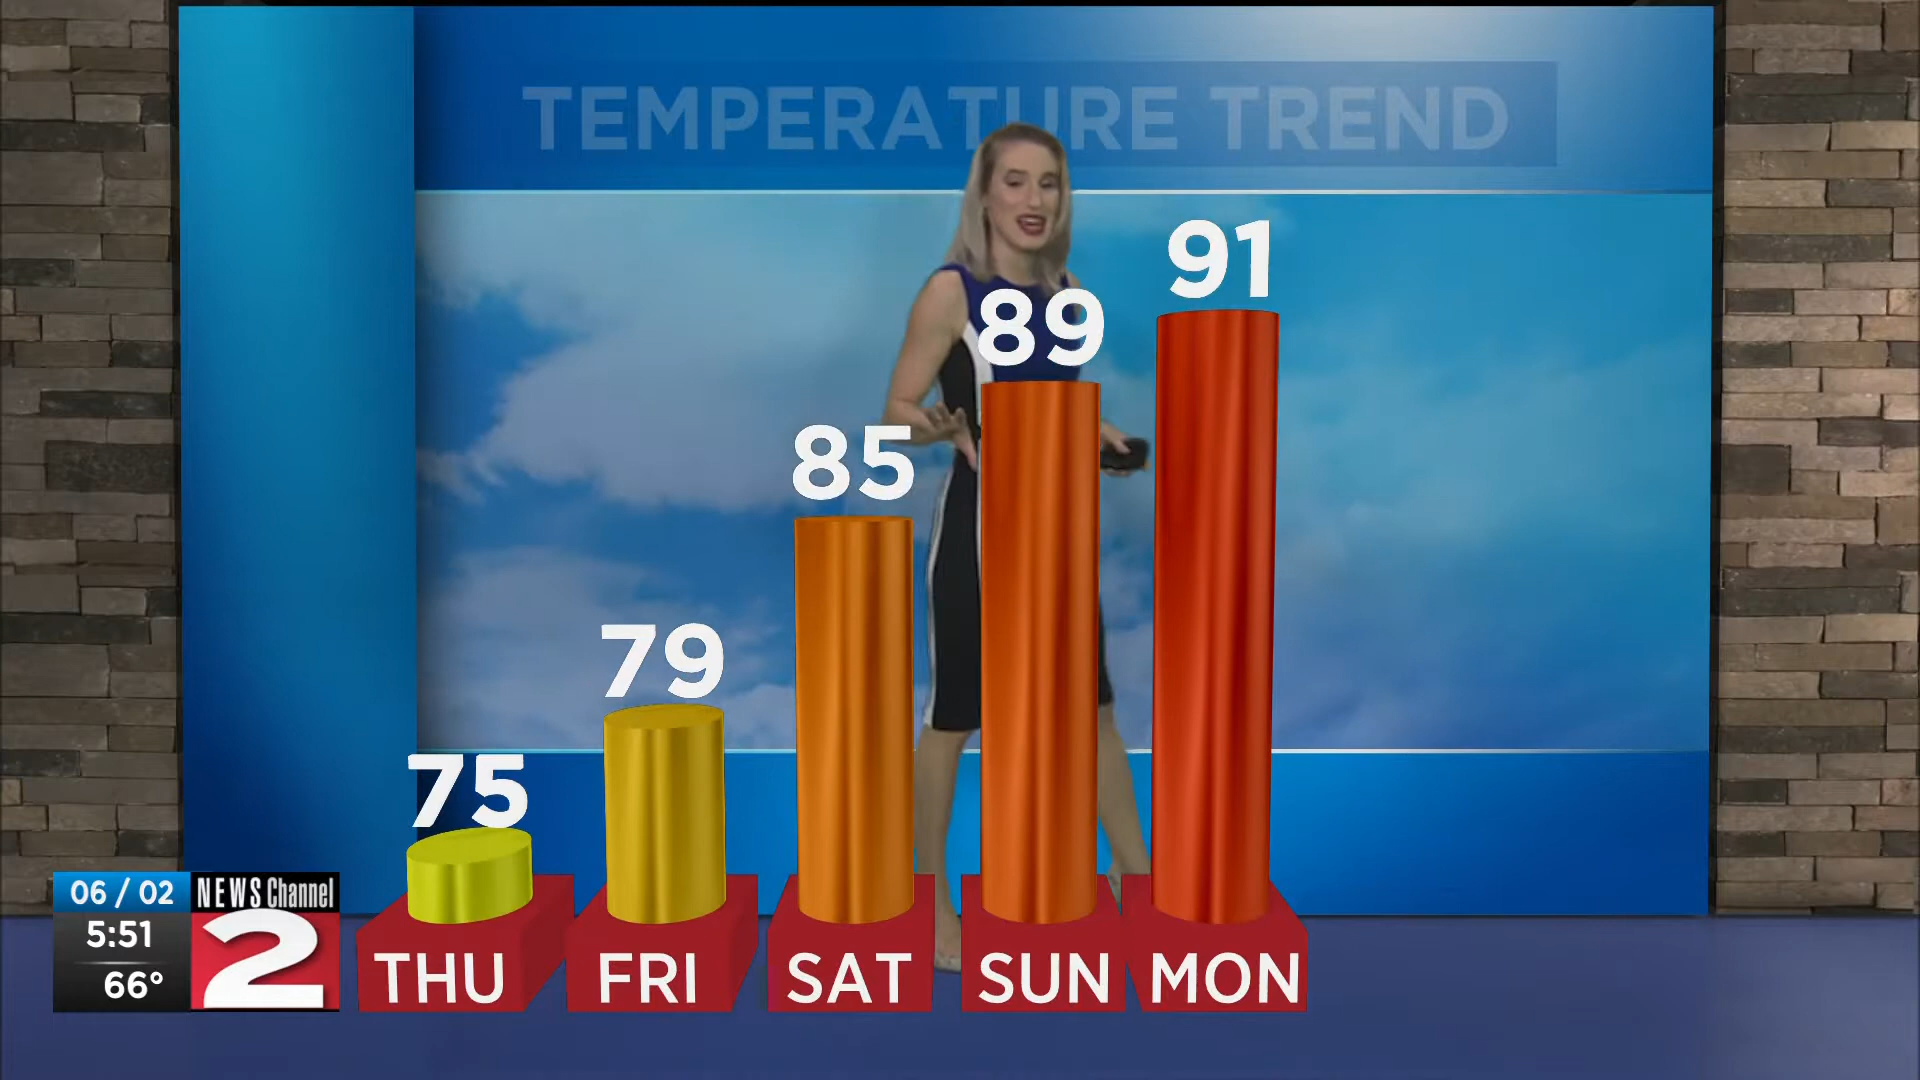 TEMPERATURE TREND
91
89
85
79
75
06 / 02
NEWS Channel
5:51
2
66°
THU
FRI
SAT
SUN
MON